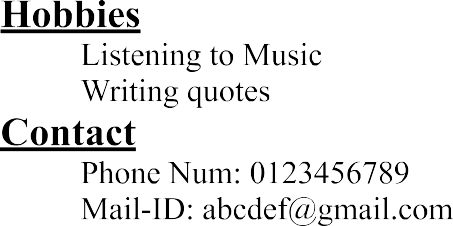 Hobbies
Listening to Music
Writing quotes
Contact
Phone Num: 0123456789
Mail-ID: abcdef@gmail.com